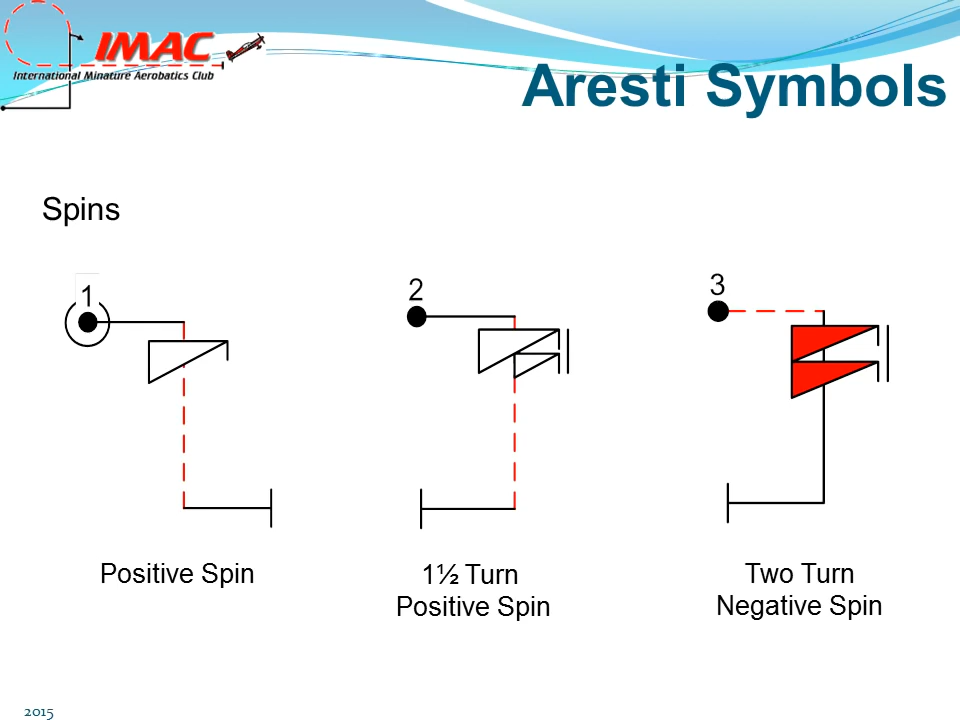 IMAC
International Minature Aerobatics Club
Aresti Symbols
Spins
1
2
3
Positive Spin
1½ Turn
Positive Spin
Two Turn
Negative Spin
2015